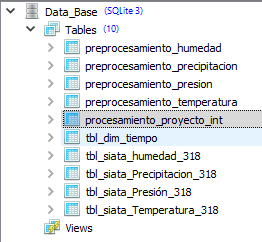 Data_Base (SQLite 3)
Tables (10)
preprocesamiento_humedad
preprocesamiento_precipitacion
preprocesamiento_presion
preprocesamiento_temperatura
procesamiento_proyecto_int
tbl_dim_tiempo
tbl_siata_humedad_318
tbl_siata_Precipitacion_318
tbl_siata_Presión_318
tbl_siata_Temperatura_318
Views